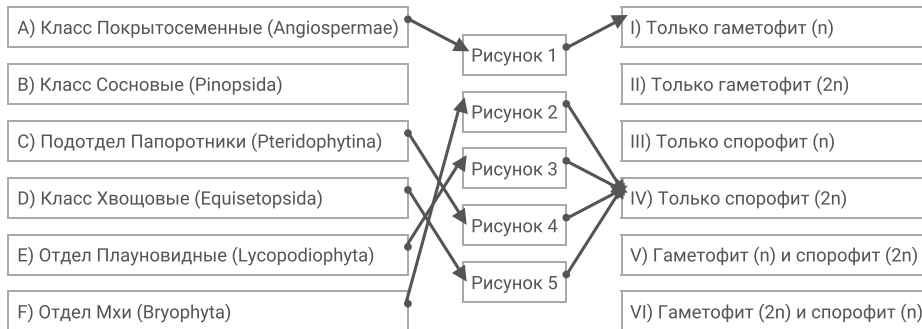 A) Класс Покрытосеменные (Angiospermae)
B) Класс Сосновые (Pinopsida)
C) Подотдел Папоротники (Pteridophytina)
D) Класс Хвощовые (Equisetopsida)
E) Отдел Плауновидные (Lycopodiophyta)
F) Отдел Мхи (Bryophyta)
Рисунок 1
Рисунок 2
Рисунок 3
Рисунок 4
Рисунок 5
I) Только гаметофит (n)
II) Только гаметофит (2n)
III) Только спорофит (n)
IV) Только спорофит (2n)
V) Гаметофит (n) и спорофит (2n)
VI) Гаметофит (2n) и спорофит (n)